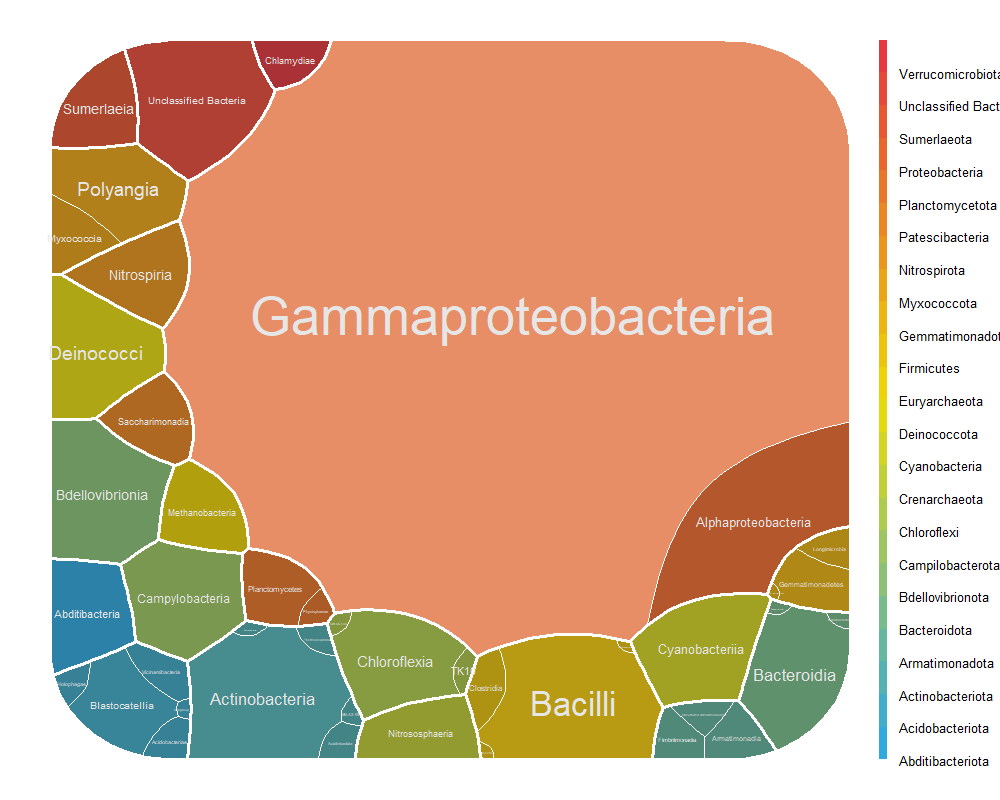 Chlamydiae
Unclassified Bacteria
Sumerlaeia
Polyangia
Myxococcia
Nitrospiria
Gammaproteobacteria
Deinococci
Saccharimonadia
Bdellovibrionia
Methanobacteria
Alphaproteobacteria
Longimicrobia
Gemmatimonadetes
Planctomycetes
Campylobacteria
Abditibacteria
Cyanobacteriia
Chloroflexia
Bacteroidia
Vicinamibacteria
Holophagae
Clostridia
Blastocatellia
Actinobacteria
Bacilli
Nitrososphaeria
Acidobacteriae
Fimbriimonadia
Armatimonadia
Verrucomicrobiota
Unclassified Bact
Sumerlaeota
Proteobacteria
Planctomycetota
Patescibacteria
Nitrospirota
Myxococcota
Gemmatimonadot
Firmicutes
Euryarchaeota
Deinococcota
Cyanobacteria
Crenarchaeota
Chloroflexi
Campilobacterota
Bdellovibrionota
Bacteroidota
Armatimonadota
Actinobacteriota
Acidobacteriota
Abditibacteriota